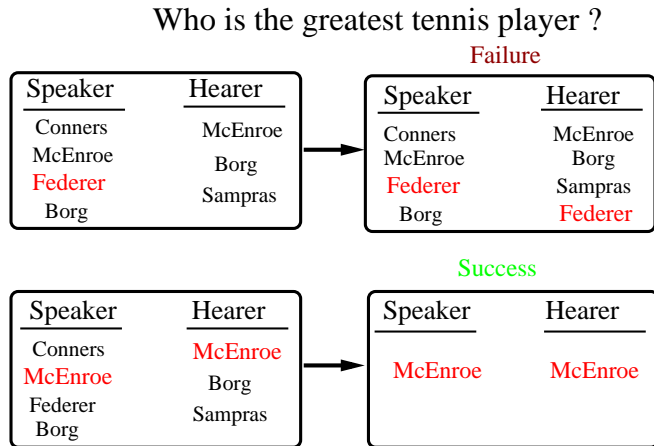 Who is the greatest tennis player ?
Failure
Speaker Hearer
Conners McEnroe
McEnroe Borg
Federer Sampras
Borg
Speaker Hearer
Conners McEnroe
McEnroe Borg
Federer Sampras
Borg Federer
Success
Speaker Hearer
Conners McEnroe
McEnroe Borg
Federer Sampras
Borg
Speaker Hearer
McEnroe McEnroe